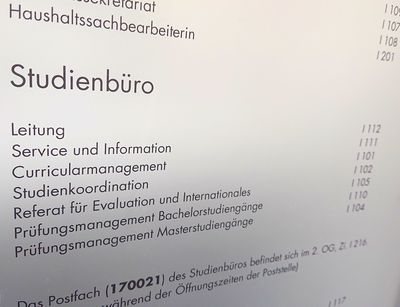 I 109
I 107
sekretariat I 108
Haushaltssachbearbeiterin I 201
Studienbüro
Leitung I 112
Service und Information I 111
Curricularmanagement I 101
Studienkoordination I 102
Referat für Evaluation und Internationales I 105
Prüfungsmanagement Bachelorstudiengänge I 110
Prüfungsmanagement Masterstudiengänge I 104
Das Postfach (170021) des Studienbüros befindet sich im 2. OG, Zi. I 216
während der Öffnungszeiten der Poststelle)
I 117